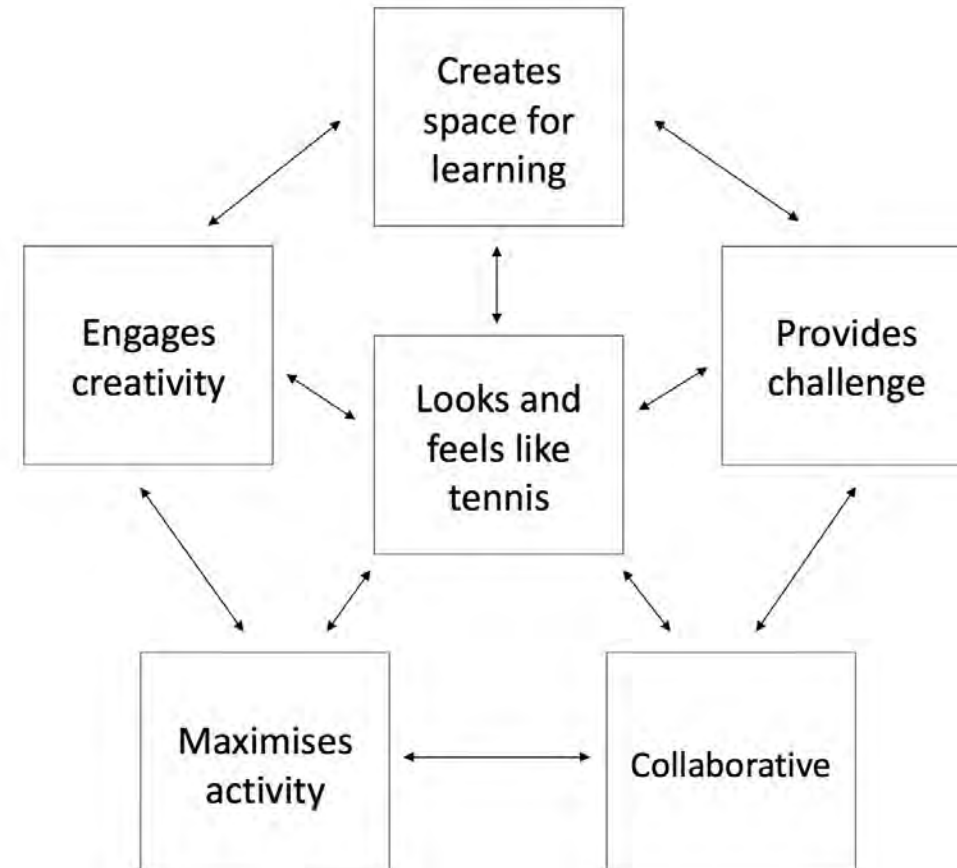 Creates
space for
learning
Engages
creativity
Looks and
feels like
tennis
Provides
challenge
Maximises
activity
Collaborative